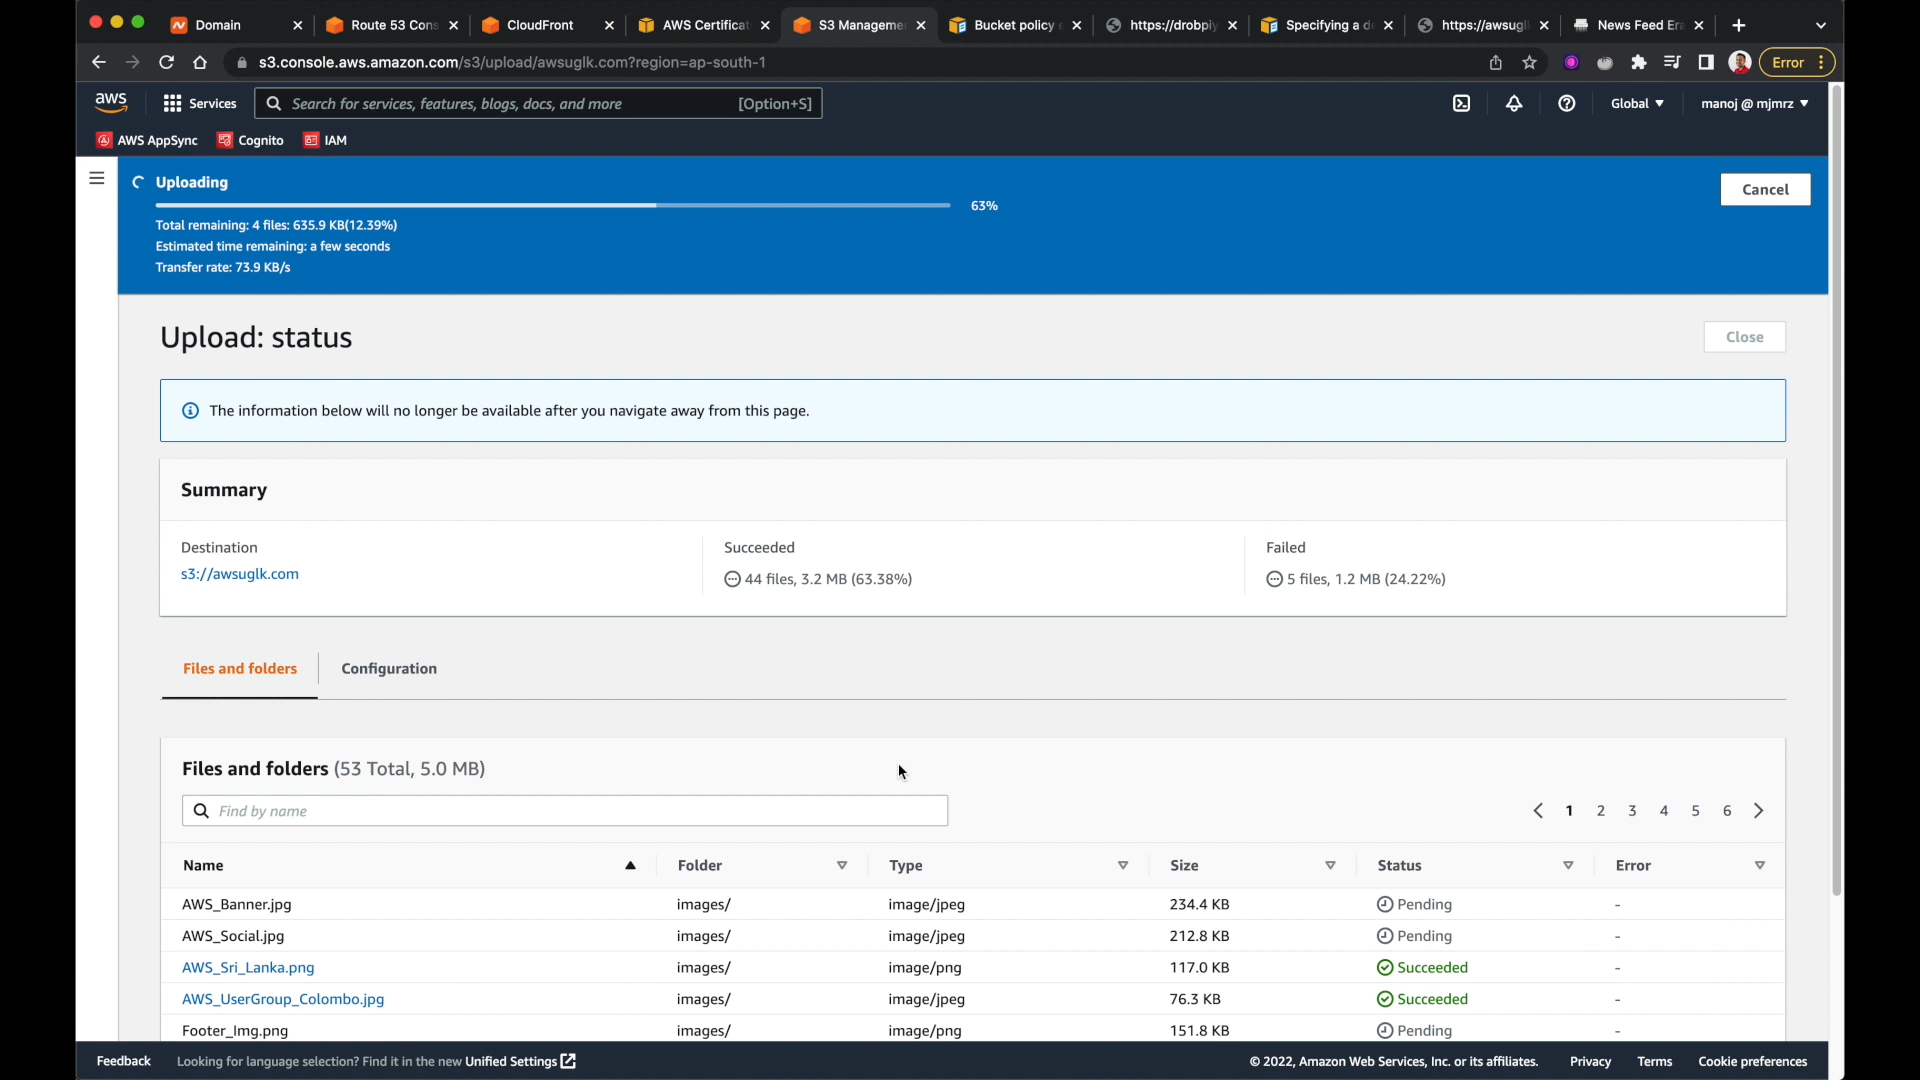 Domain
Route 53 Cons
CloudFront
AWS Certificat
S3 Manageme
Bucket policy e
https://drobpiy
Specifying a de
https://awsugl
News Feed Era
s3.console.aws.amazon.com/s3/upload/awsuglk.com?region=ap-south-1
Error
aws
Services
Search for services, features, blogs, docs, and more
[Option+S]
Global
manoj @ mjmrz
AWS AppSync
Cognito
IAM
Uploading
63%
Cancel
Total remaining: 4 files: 635.9 KB(12.39%)
Estimated time remaining: a few seconds
Transfer rate: 73.9 KB/s
Upload: status
Close
The information below will no longer be available after you navigate away from this page.
Summary
Destination
Succeeded
Failed
s3://awsuglk.com
44 files, 3.2 MB (63.38%)
5 files, 1.2 MB (24.22%)
Files and folders
Configuration
Files and folders (53 Total, 5.0 MB)
Find by name
1 2 3 4 5 6
Name Folder Type Size Status Error
AWS_Banner.jpg images/ image/jpeg 234.4 KB Pending -
AWS_Social.jpg images/ image/jpeg 212.8 KB Pending -
AWS_Sri_Lanka.png images/ image/png 117.0 KB Succeeded -
AWS_UserGroup_Colombo.jpg images/ image/jpeg 76.3 KB Succeeded -
Footer_Img.png images/ image/png 151.8 KB Pending -
Feedback
Looking for language selection? Find it in the new Unified Settings
© 2022, Amazon Web Services, Inc. or its affiliates.
Privacy
Terms
Cookie preferences